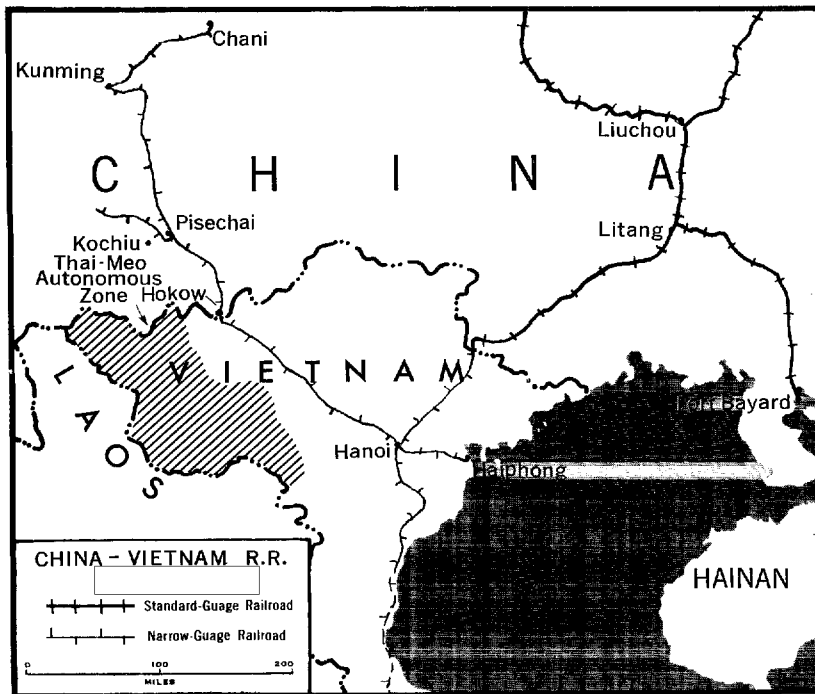 Chani
Kunming
Liuchou
C H I N A
Pisechai
Litang
Kochiu
Thai-Meo
Autonomous
Zone
Hokow
V I E T N A M
LAOS
Fort Bayard
Hanoi
Haiphong
HAINAN
CHINA – VIETNAM R.R.
Standard-Guage Railroad
Narrow-Guage Railroad
0 100 200
MILES